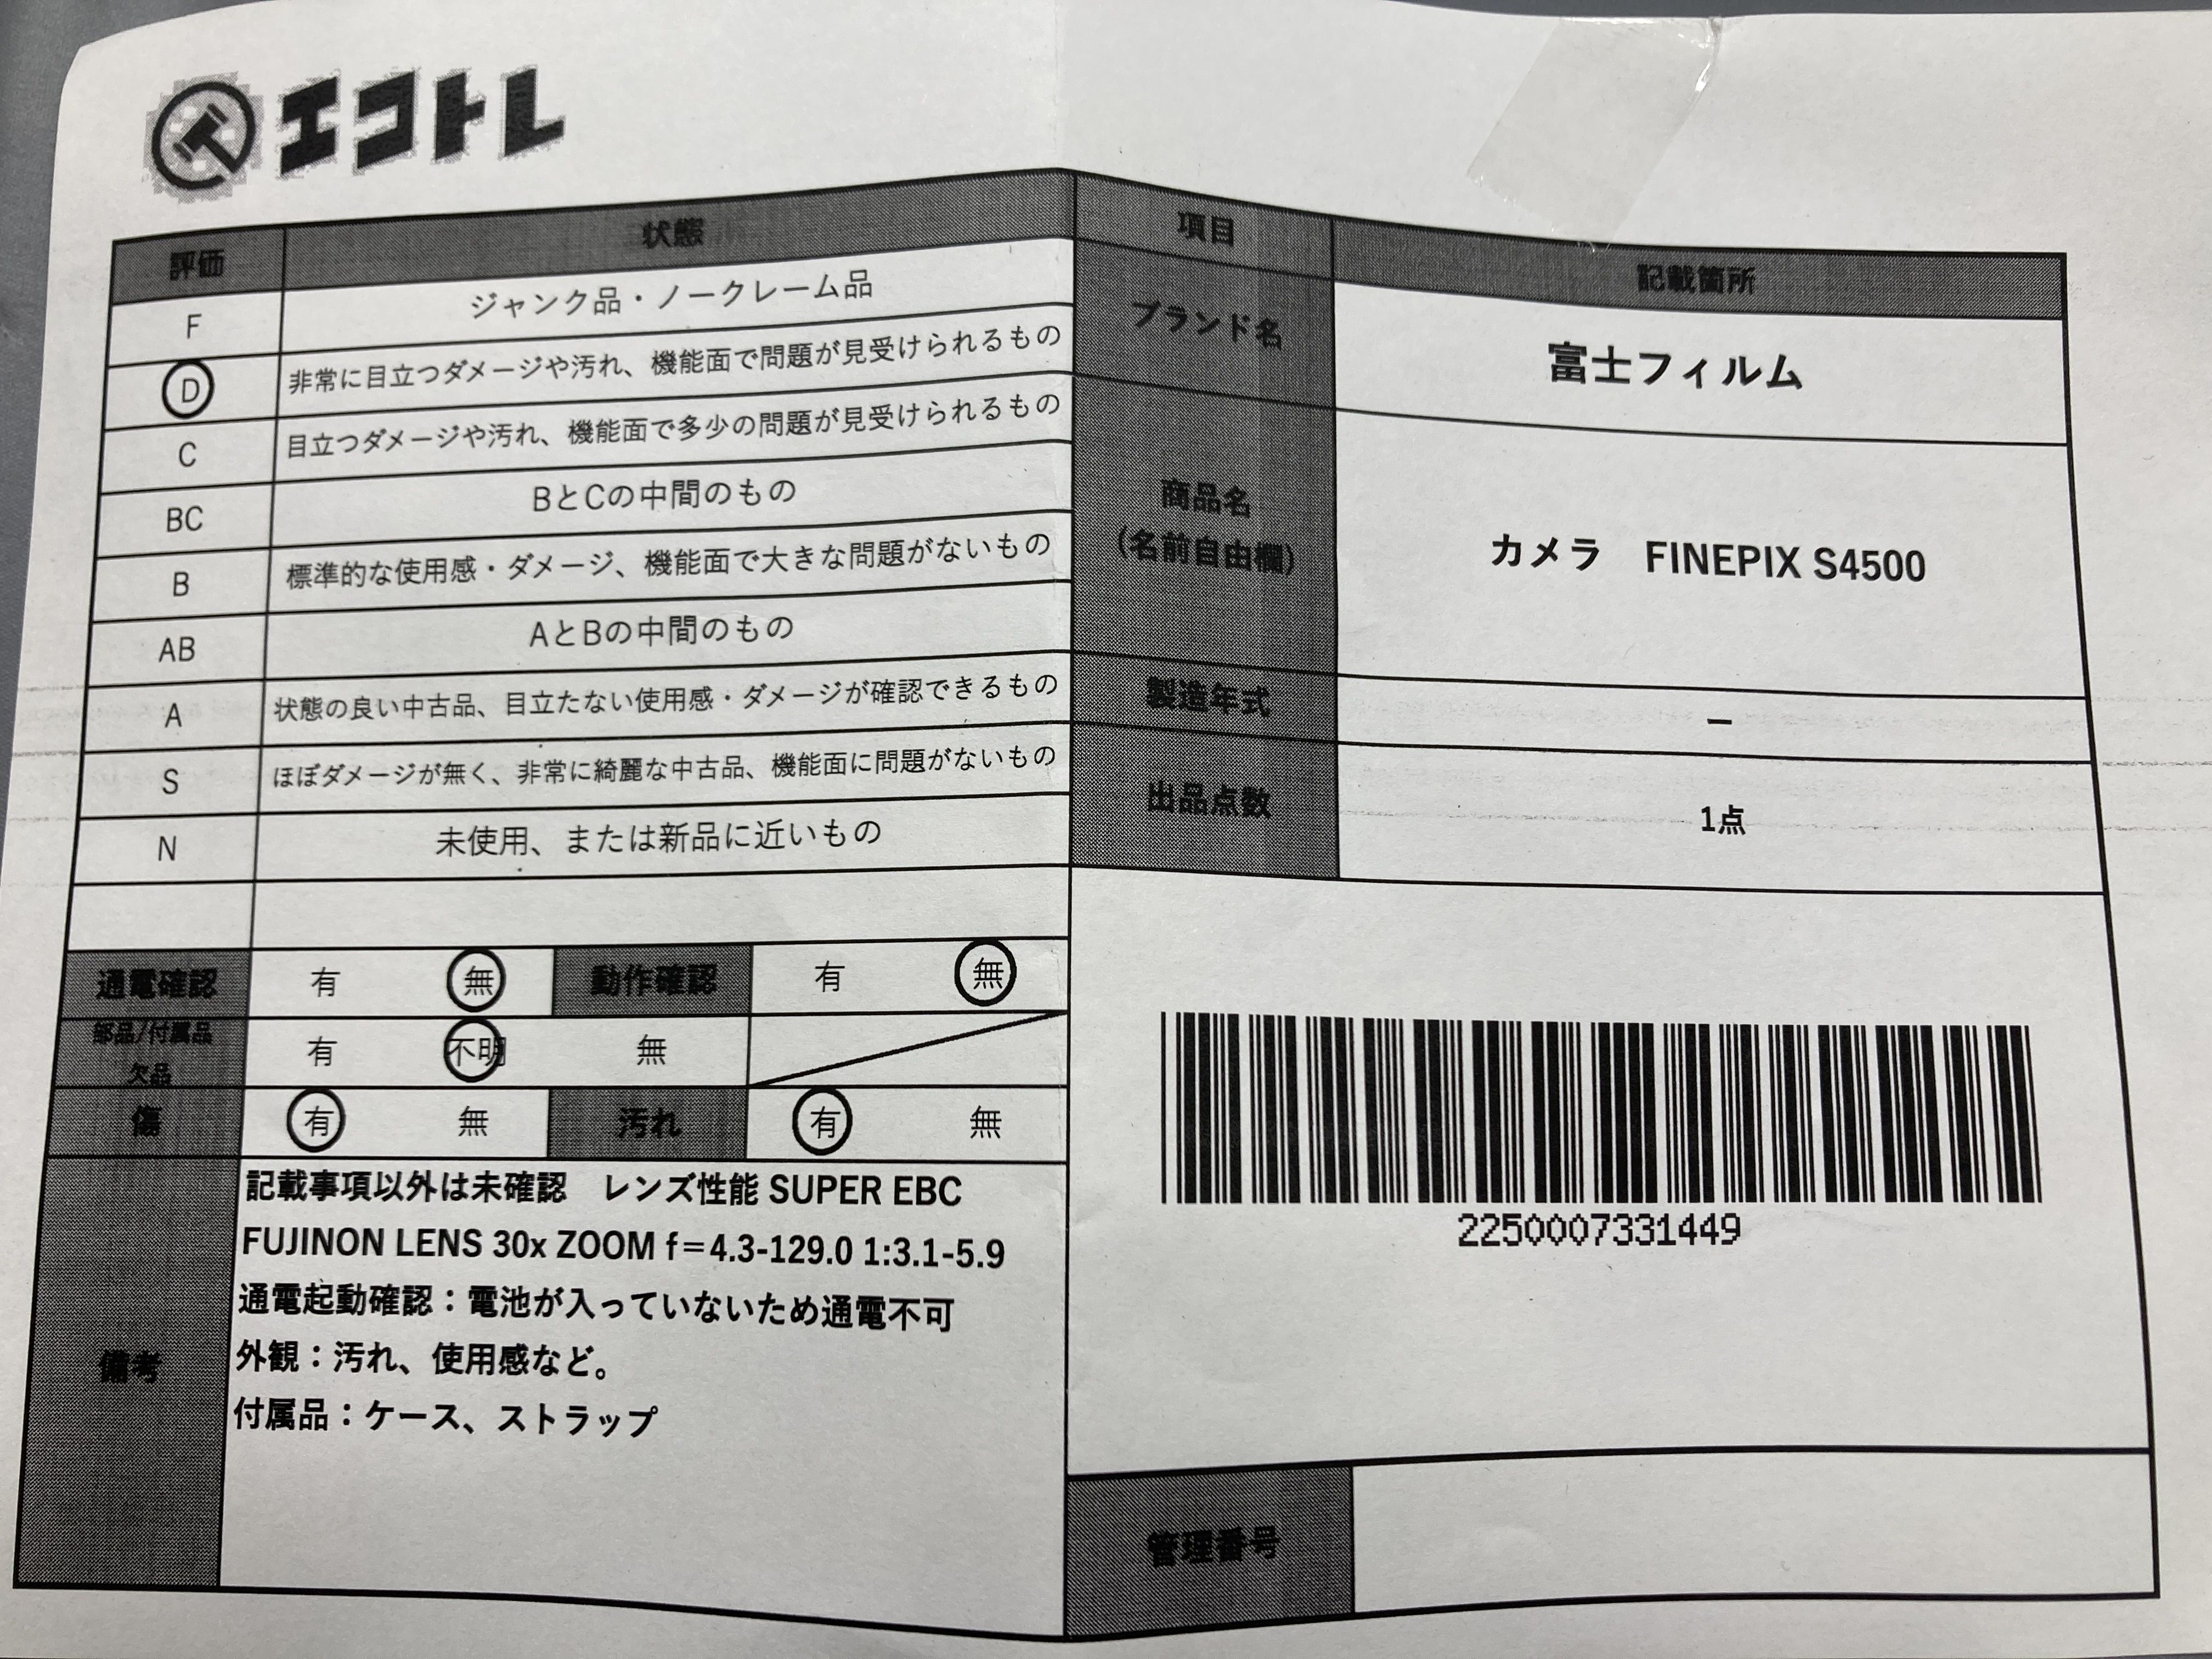 エコトレ
評価 状態
F ジャンク品・ノークレーム品
D 非常に目立つダメージや汚れ、機能面で問題が見受けられるもの
C 目立つダメージや汚れ、機能面で多少の問題が見受けられるもの
BC BとCの中間のもの
B 標準的な使用感・ダメージ、機能面で大きな問題がないもの
AB AとBの中間のもの
A 状態の良い中古品、目立たない使用感・ダメージが確認できるもの
S ほぼダメージが無く、非常に綺麗な中古品、機能面に問題がないもの
N 未使用、または新品に近いもの
通電確認 有 無 動作確認 有 無
部品/付属品
欠品 有 不明 無
傷 有 無 汚れ 有 無
備考
記載事項以外は未確認 レンズ性能 SUPER EBC
FUJINON LENS 30x ZOOM f=4.3-129.0 1:3.1-5.9
通電起動確認：電池が入っていないため通電不可
外観：汚れ、使用感など。
付属品：ケース、ストラップ
項目 記載箇所
ブランド名 富士フィルム
商品名
(名前自由欄) カメラ FINEPIX S4500
製造年式 ー
出品点数 1点
2250007331449
管理番号